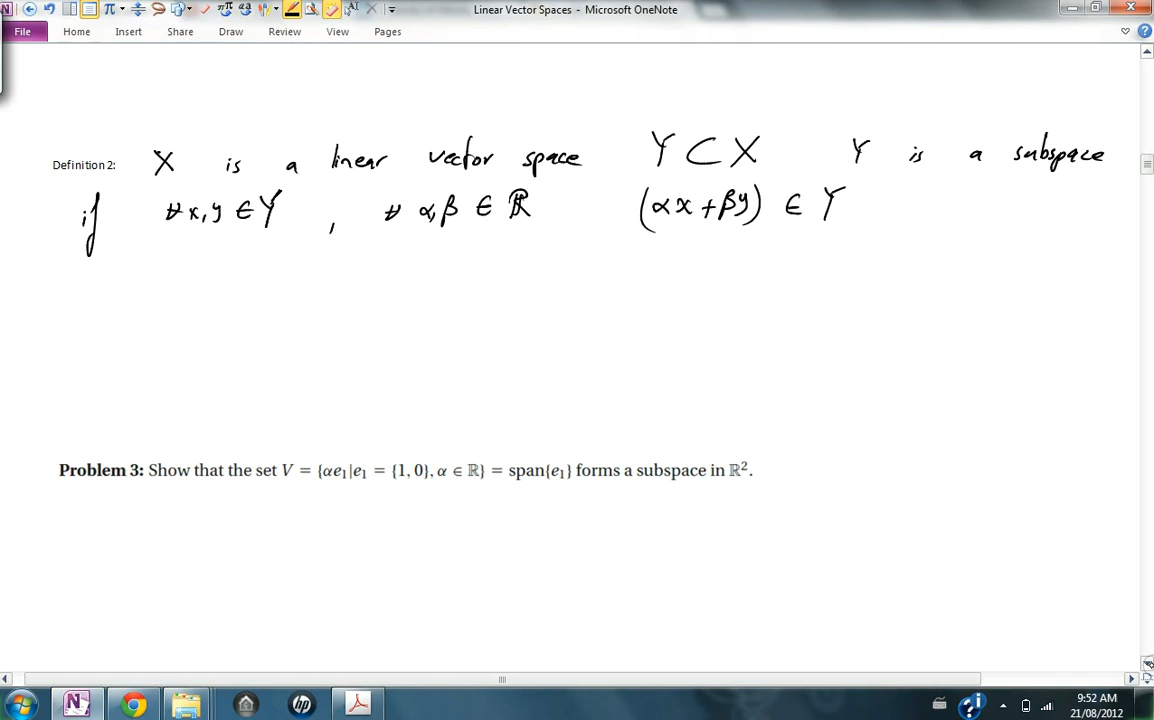 Linear Vector Spaces - Microsoft OneNote
File Home Insert Share Draw Review View Pages
Definition 2: X is a linear vector space Y ⊂ X Y is a subspace
if ∀ x, y ∈ Y , ∀ α, β ∈ ℝ (αx + βy) ∈ Y
Problem 3: Show that the set V = {αe₁|e₁ = {1, 0}, α ∈ ℝ} = span{e₁} forms a subspace in ℝ².
9:52 AM
21/08/2012